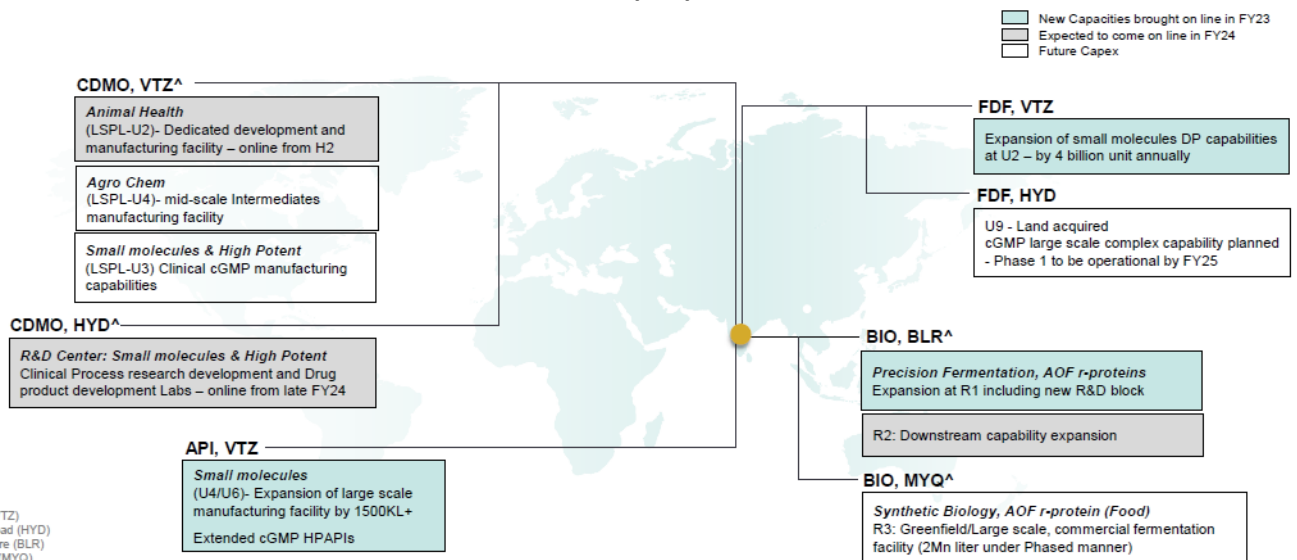 New Capacities brought on line in FY23
Expected to come on line in FY24
Future Capex
CDMO, VTZ^
Animal Health
(LSPL-U2)- Dedicated development and
manufacturing facility – online from H2
Agro Chem
(LSPL-U4)- mid-scale Intermediates
manufacturing facility
Small molecules & High Potent
(LSPL-U3) Clinical cGMP manufacturing
capabilities
CDMO, HYD^
R&D Center: Small molecules & High Potent
Clinical Process research development and Drug
product development Labs – online from late FY24
API, VTZ
Small molecules
(U4/U6)- Expansion of large scale
manufacturing facility by 1500KL+
Extended cGMP HPAPIs
FDF, VTZ
Expansion of small molecules DP capabilities
at U2 – by 4 billion unit annually
FDF, HYD
U9 - Land acquired
cGMP large scale complex capability planned
- Phase 1 to be operational by FY25
BIO, BLR^
Precision Fermentation, AOF r-proteins
Expansion at R1 including new R&D block
R2: Downstream capability expansion
BIO, MYQ^
Synthetic Biology, AOF r-protein (Food)
R3: Greenfield/Large scale, commercial fermentation
facility (2Mn liter under Phased manner)
(HYD)
(BLR)